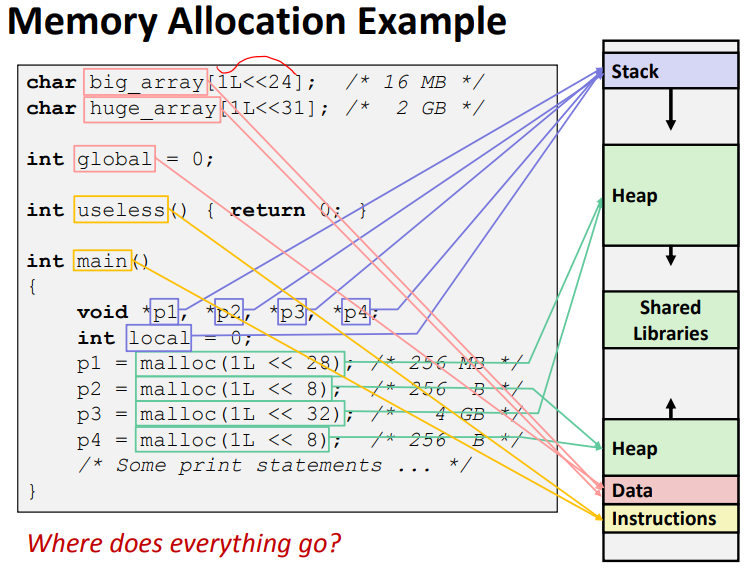 Memory Allocation Example
char big_array[1L<<24];  /* 16 MB */
char huge_array[1L<<31]; /*  2 GB */
int global = 0;
int useless() { return 0; }
int main()
{
void *p1, *p2, *p3, *p4;
int local = 0;
p1 = malloc(1L << 28); /* 256 MB */
p2 = malloc(1L << 8);  /* 256  B */
p3 = malloc(1L << 32); /*   4 GB */
p4 = malloc(1L << 8);  /* 256  B */
/* Some print statements ... */
}
Where does everything go?
Stack
Heap
Shared
Libraries
Heap
Data
Instructions